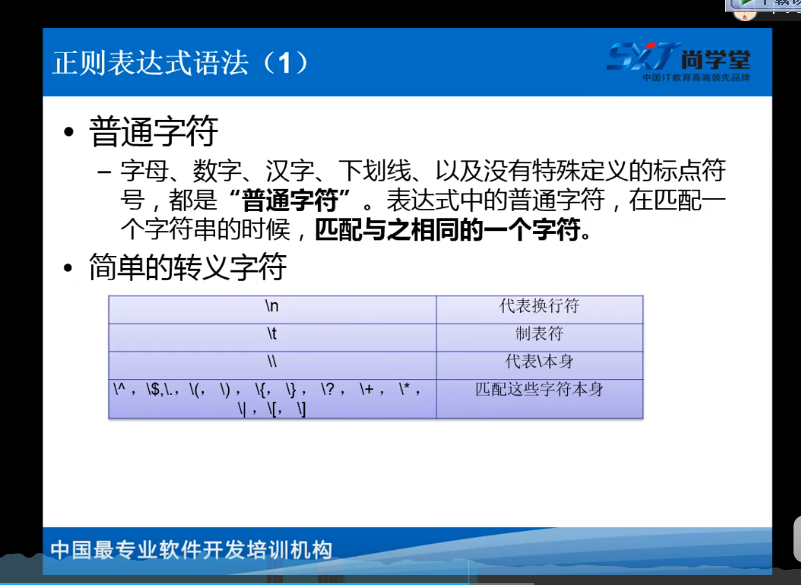 正则表达式语法（1）
SXT 尚学堂
中国IT教育高端领先品牌
• 普通字符
– 字母、数字、汉字、下划线、以及没有特殊定义的标点符
号，都是“普通字符”。表达式中的普通字符，在匹配一
个字符串的时候，匹配与之相同的一个字符。
• 简单的转义字符
\n 代表换行符
\t 制表符
\\ 代表\本身
\^ ， \$,\.， \(， \) ， \{， \} ， \? ， \+ ， \* ， 匹配这些字符本身
\| ， \[， \]
中国最专业软件开发培训机构